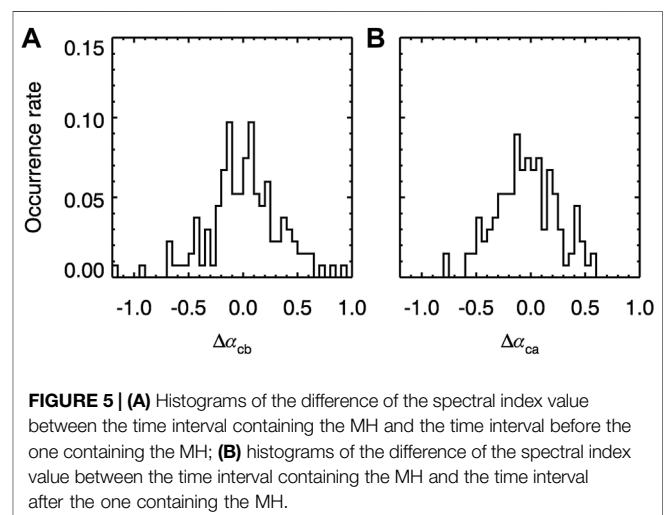 A
B
0.15
0.10
0.05
0.00
Occurrence rate
-1.0 -0.5 0.0 0.5 1.0
-1.0 -0.5 0.0 0.5 1.0
Δα_cb
Δα_ca
FIGURE 5 | (A) Histograms of the difference of the spectral index value
between the time interval containing the MH and the time interval before the
one containing the MH; (B) histograms of the difference of the spectral index
value between the time interval containing the MH and the time interval
after the one containing the MH.